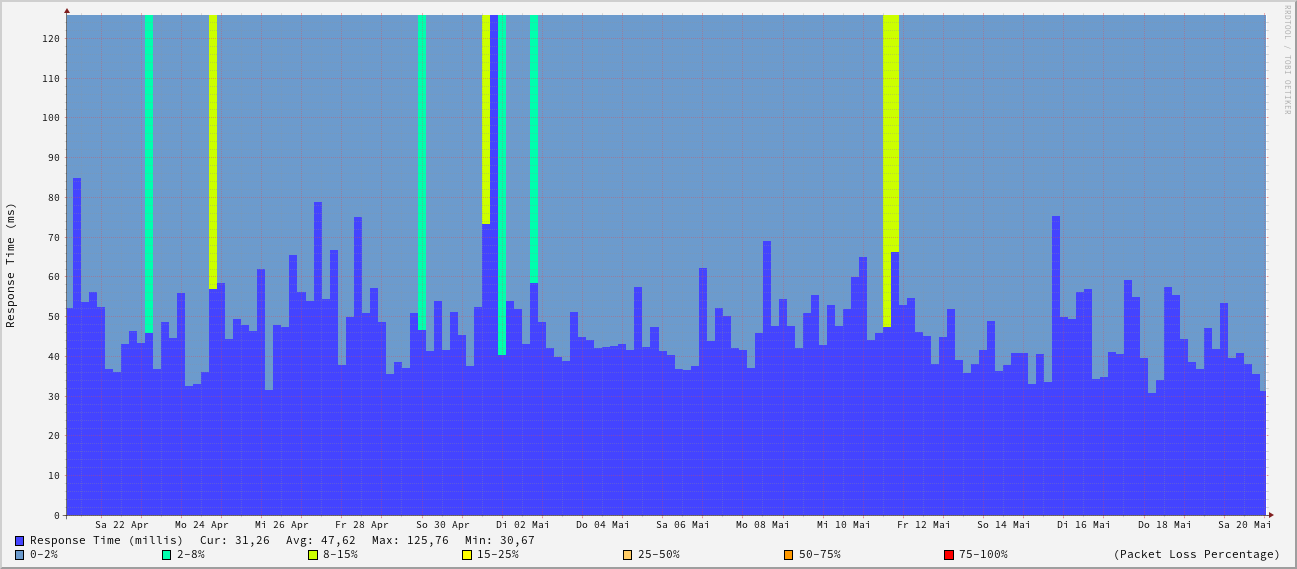 RRDTOOL / TOBI OETIKER
Response Time (ms)
120
110
100
90
80
70
60
50
40
30
20
10
0
Sa 22 Apr Mo 24 Apr Mi 26 Apr Fr 28 Apr So 30 Apr Di 02 Mai Do 04 Mai Sa 06 Mai Mo 08 Mai Mi 10 Mai Fr 12 Mai So 14 Mai Di 16 Mai Do 18 Mai Sa 20 Mai
Response Time (millis) Cur: 31,26 Avg: 47,62 Max: 125,76 Min: 30,67
0-2% 2-8% 8-15% 15-25% 25-50% 50-75% 75-100% (Packet Loss Percentage)